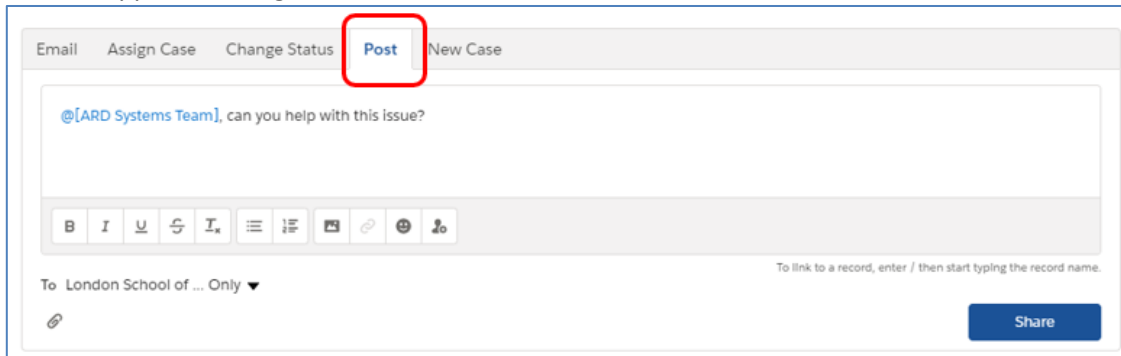 Email Assign Case Change Status Post New Case
@[ARD Systems Team], can you help with this issue?
B I U S Tx
To link to a record, enter / then start typing the record name.
To London School of ... Only
Share